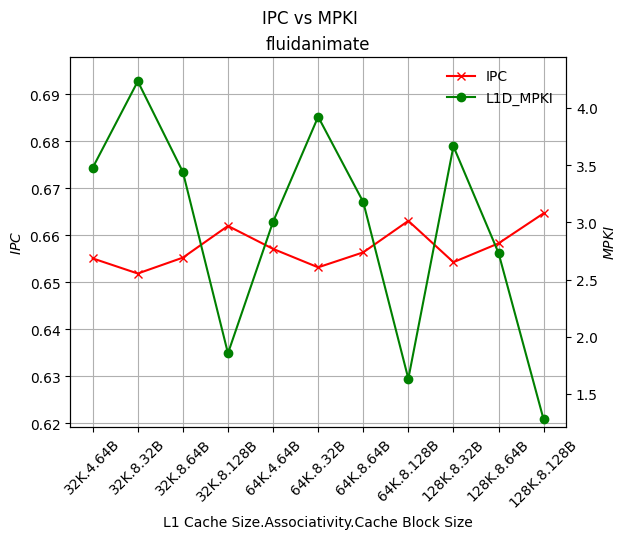 IPC vs MPKI
fluidanimate
IPC
L1D_MPKI
0.69
0.68
0.67
0.66
0.65
0.64
0.63
0.62
IPC
4.0
3.5
3.0
2.5
2.0
1.5
MPKI
32K.4.64B
32K.8.32B
32K.8.64B
32K.8.128B
64K.4.64B
64K.8.32B
64K.8.64B
64K.8.128B
128K.8.32B
128K.8.64B
128K.8.128B
L1 Cache Size.Associativity.Cache Block Size